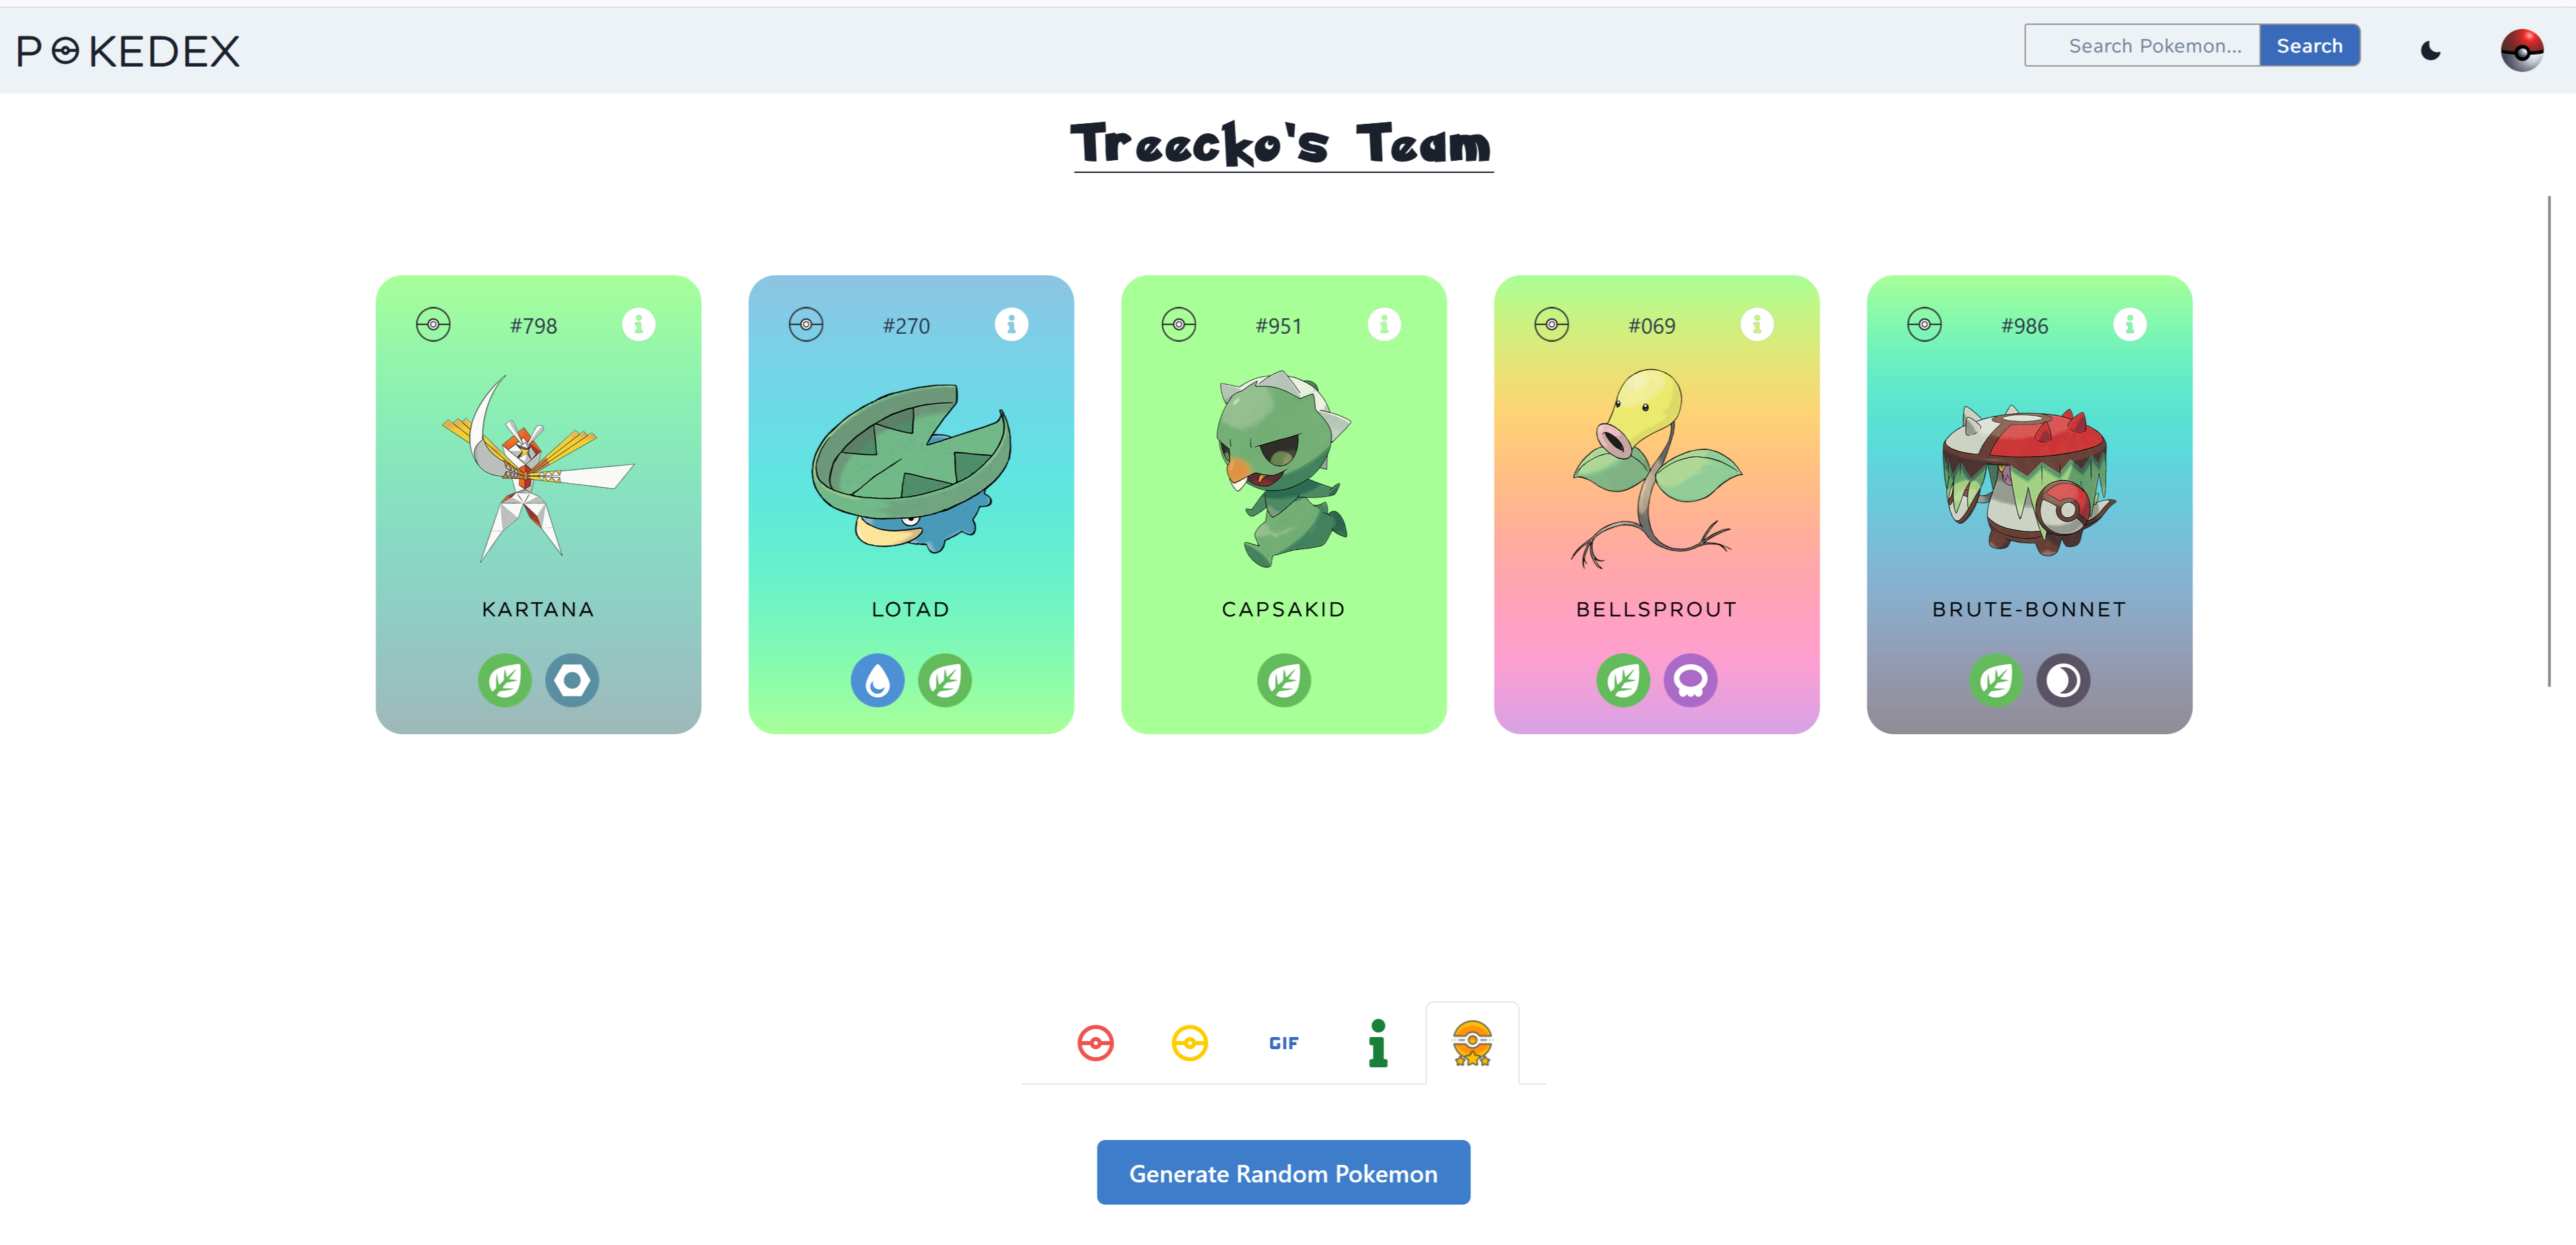 POKEDEX
Search Pokemon... Search
Treecko's Team
#798 #270 #951 #069 #986
KARTANA LOTAD CAPSAKID BELLSPROUT BRUTE-BONNET
GIF
Generate Random Pokemon